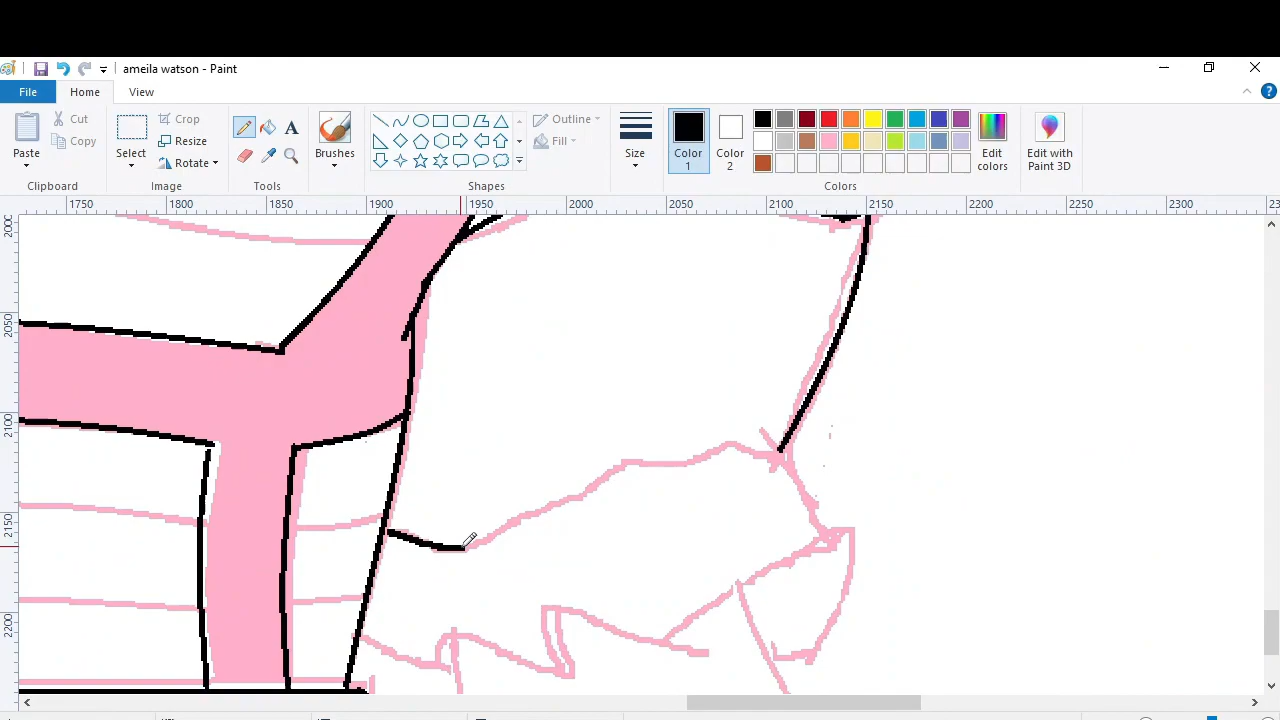 ameila watson - Paint
File Home View
Paste Cut Copy
Select Crop Resize Rotate
Brushes
Outline Fill
Size
Color 1
Color 2
Edit colors
Edit with Paint 3D
Clipboard Image Tools Shapes Colors
1750 1800 1850 1900 1950 2000 2050 2100 2150 2200 2250 2300
2050
2100
2150
2200